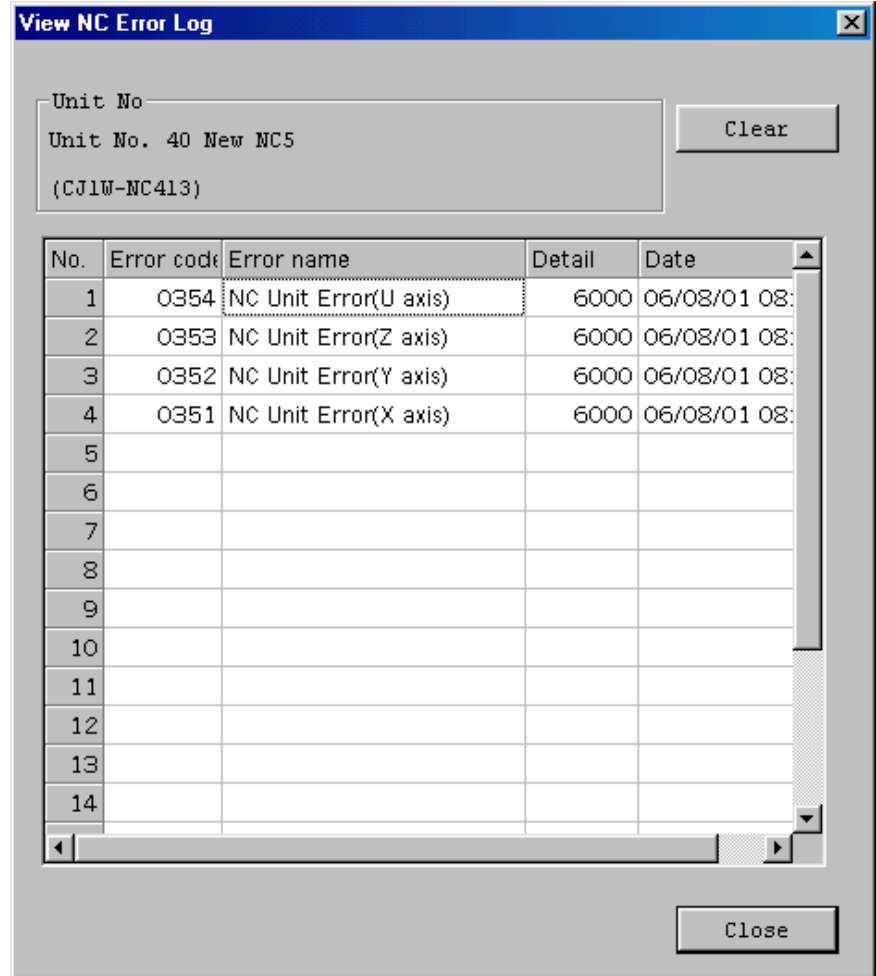 View NC Error Log
Unit No
Unit No. 40 New NC5
(CJ1W-NC413)
Clear
No. Error code Error name Detail Date
1 0354 NC Unit Error(U axis) 6000 06/08/01 08:
2 0353 NC Unit Error(Z axis) 6000 06/08/01 08:
3 0352 NC Unit Error(Y axis) 6000 06/08/01 08:
4 0351 NC Unit Error(X axis) 6000 06/08/01 08:
5
6
7
8
9
10
11
12
13
14
Close